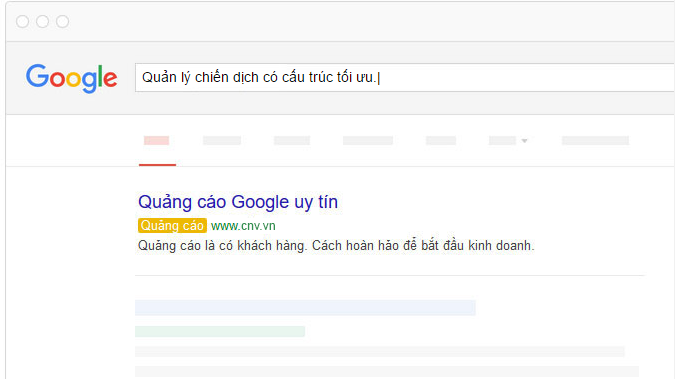 Google
Quản lý chiến dịch có cấu trúc tối ưu.
Quảng cáo Google uy tín
Quảng cáo www.cnv.vn
Quảng cáo là có khách hàng. Cách hoàn hảo để bắt đầu kinh doanh.